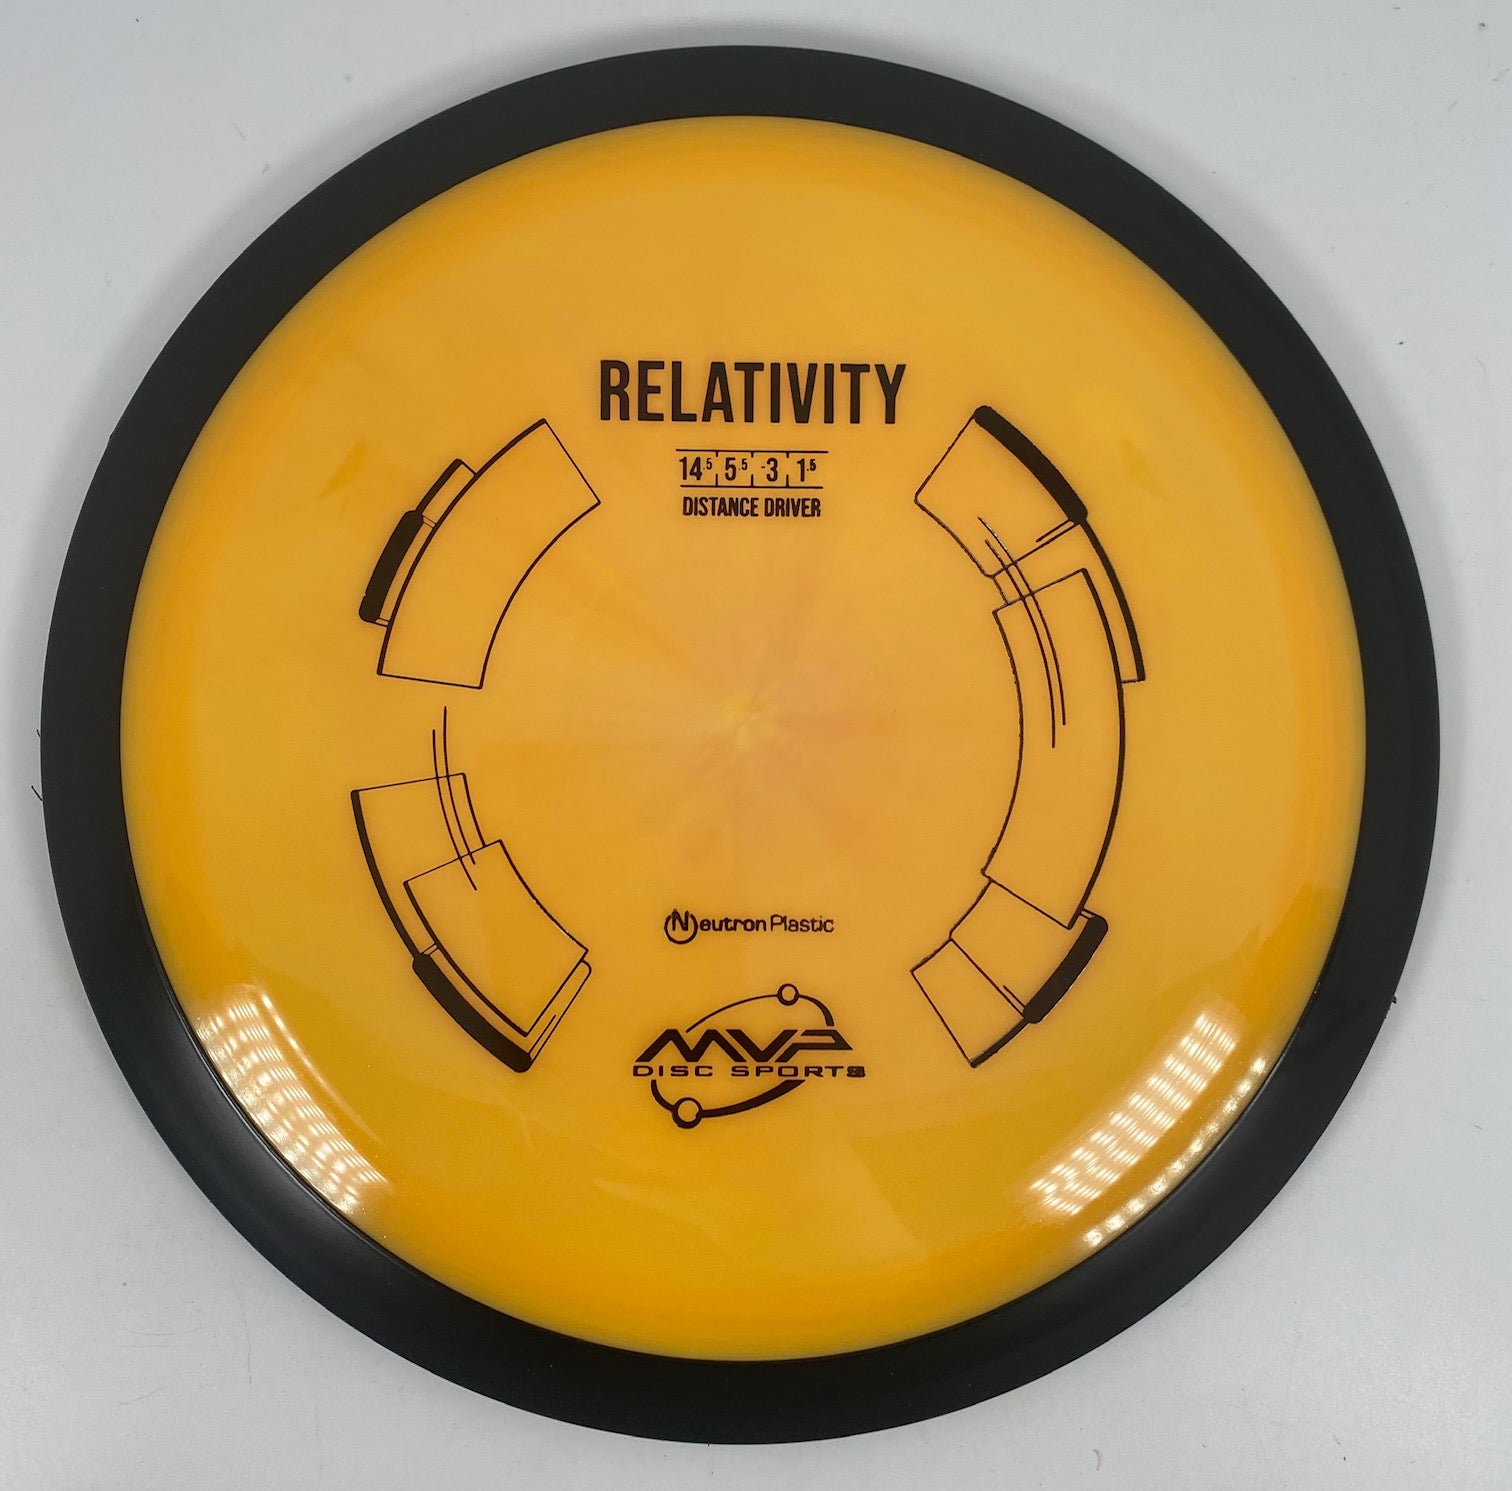 RELATIVITY
14.5 5.5 -3 1.5
DISTANCE DRIVER
Neutron Plastic
MVP
DISC SPORTS